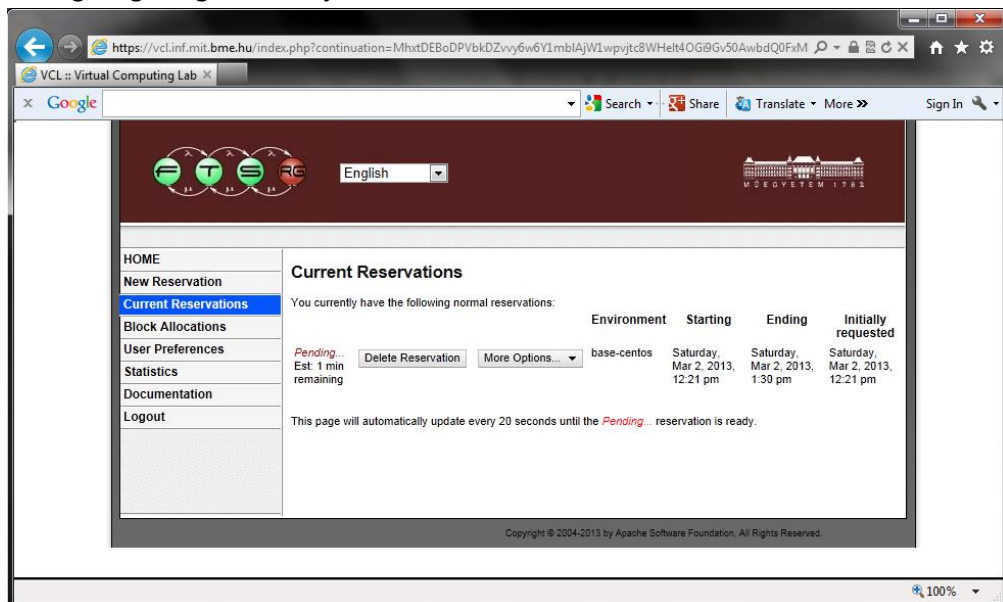 https://vcl.inf.mit.bme.hu/index.php?continuation=MhxtDEBoDPVbkDZvvy6w6Y1mblAjW1wpvjtc8WHelt4OGi9Gv50AwbdQ0FxM
VCL :: Virtual Computing Lab
x Google Search Share Translate More >> Sign In
FTS RG English
MŰEGYETEM 1782
HOME
New Reservation
Current Reservations
Block Allocations
User Preferences
Statistics
Documentation
Logout
Current Reservations
You currently have the following normal reservations:
Environment Starting Ending Initially
requested
Pending... Delete Reservation More Options... base-centos Saturday, Saturday, Saturday,
Est: 1 min Mar 2, 2013, Mar 2, 2013, Mar 2, 2013,
remaining 12:21 pm 1:30 pm 12:21 pm
This page will automatically update every 20 seconds until the Pending... reservation is ready.
Copyright © 2004-2013 by Apache Software Foundation, All Rights Reserved.
100%